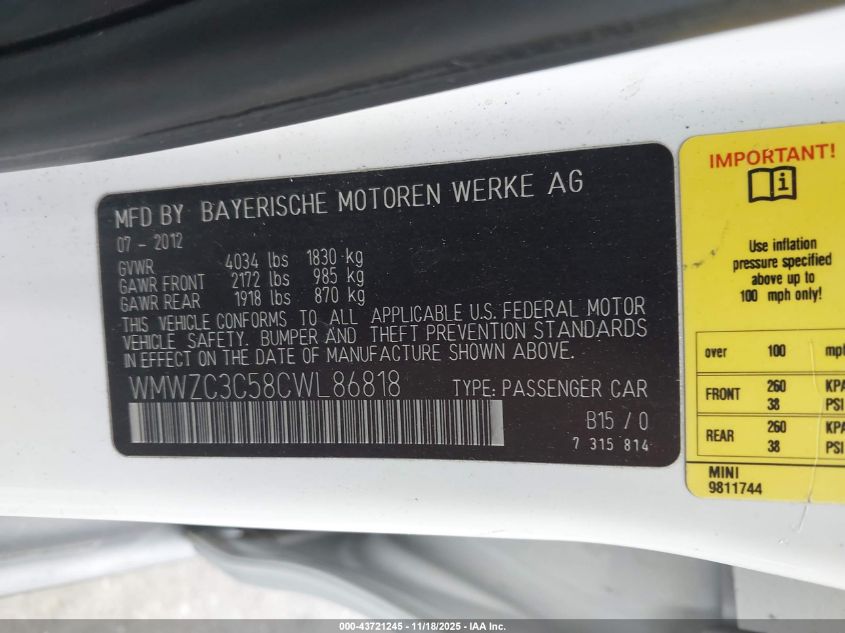 MFD BY BAYERISCHE MOTOREN WERKE AG
07 - 2012
GVWR 4034 lbs 1830 kg
GAWR FRONT 2172 lbs 985 kg
GAWR REAR 1918 lbs 870 kg
THIS VEHICLE CONFORMS TO ALL APPLICABLE U.S. FEDERAL MOTOR
VEHICLE SAFETY, BUMPER AND THEFT PREVENTION STANDARDS
IN EFFECT ON THE DATE OF MANUFACTURE SHOWN ABOVE.
WMWZC3C58CWL86818 TYPE: PASSENGER CAR
B15 / 0
7 315 814
IMPORTANT!
Use inflation
pressure specified
above up to
100 mph only!
over 100 mph
FRONT 260 KPA
38 PSI
REAR 260 KPA
38 PSI
MINI
9811744
000-43721245 | 11/18/2025 - IAA Inc.